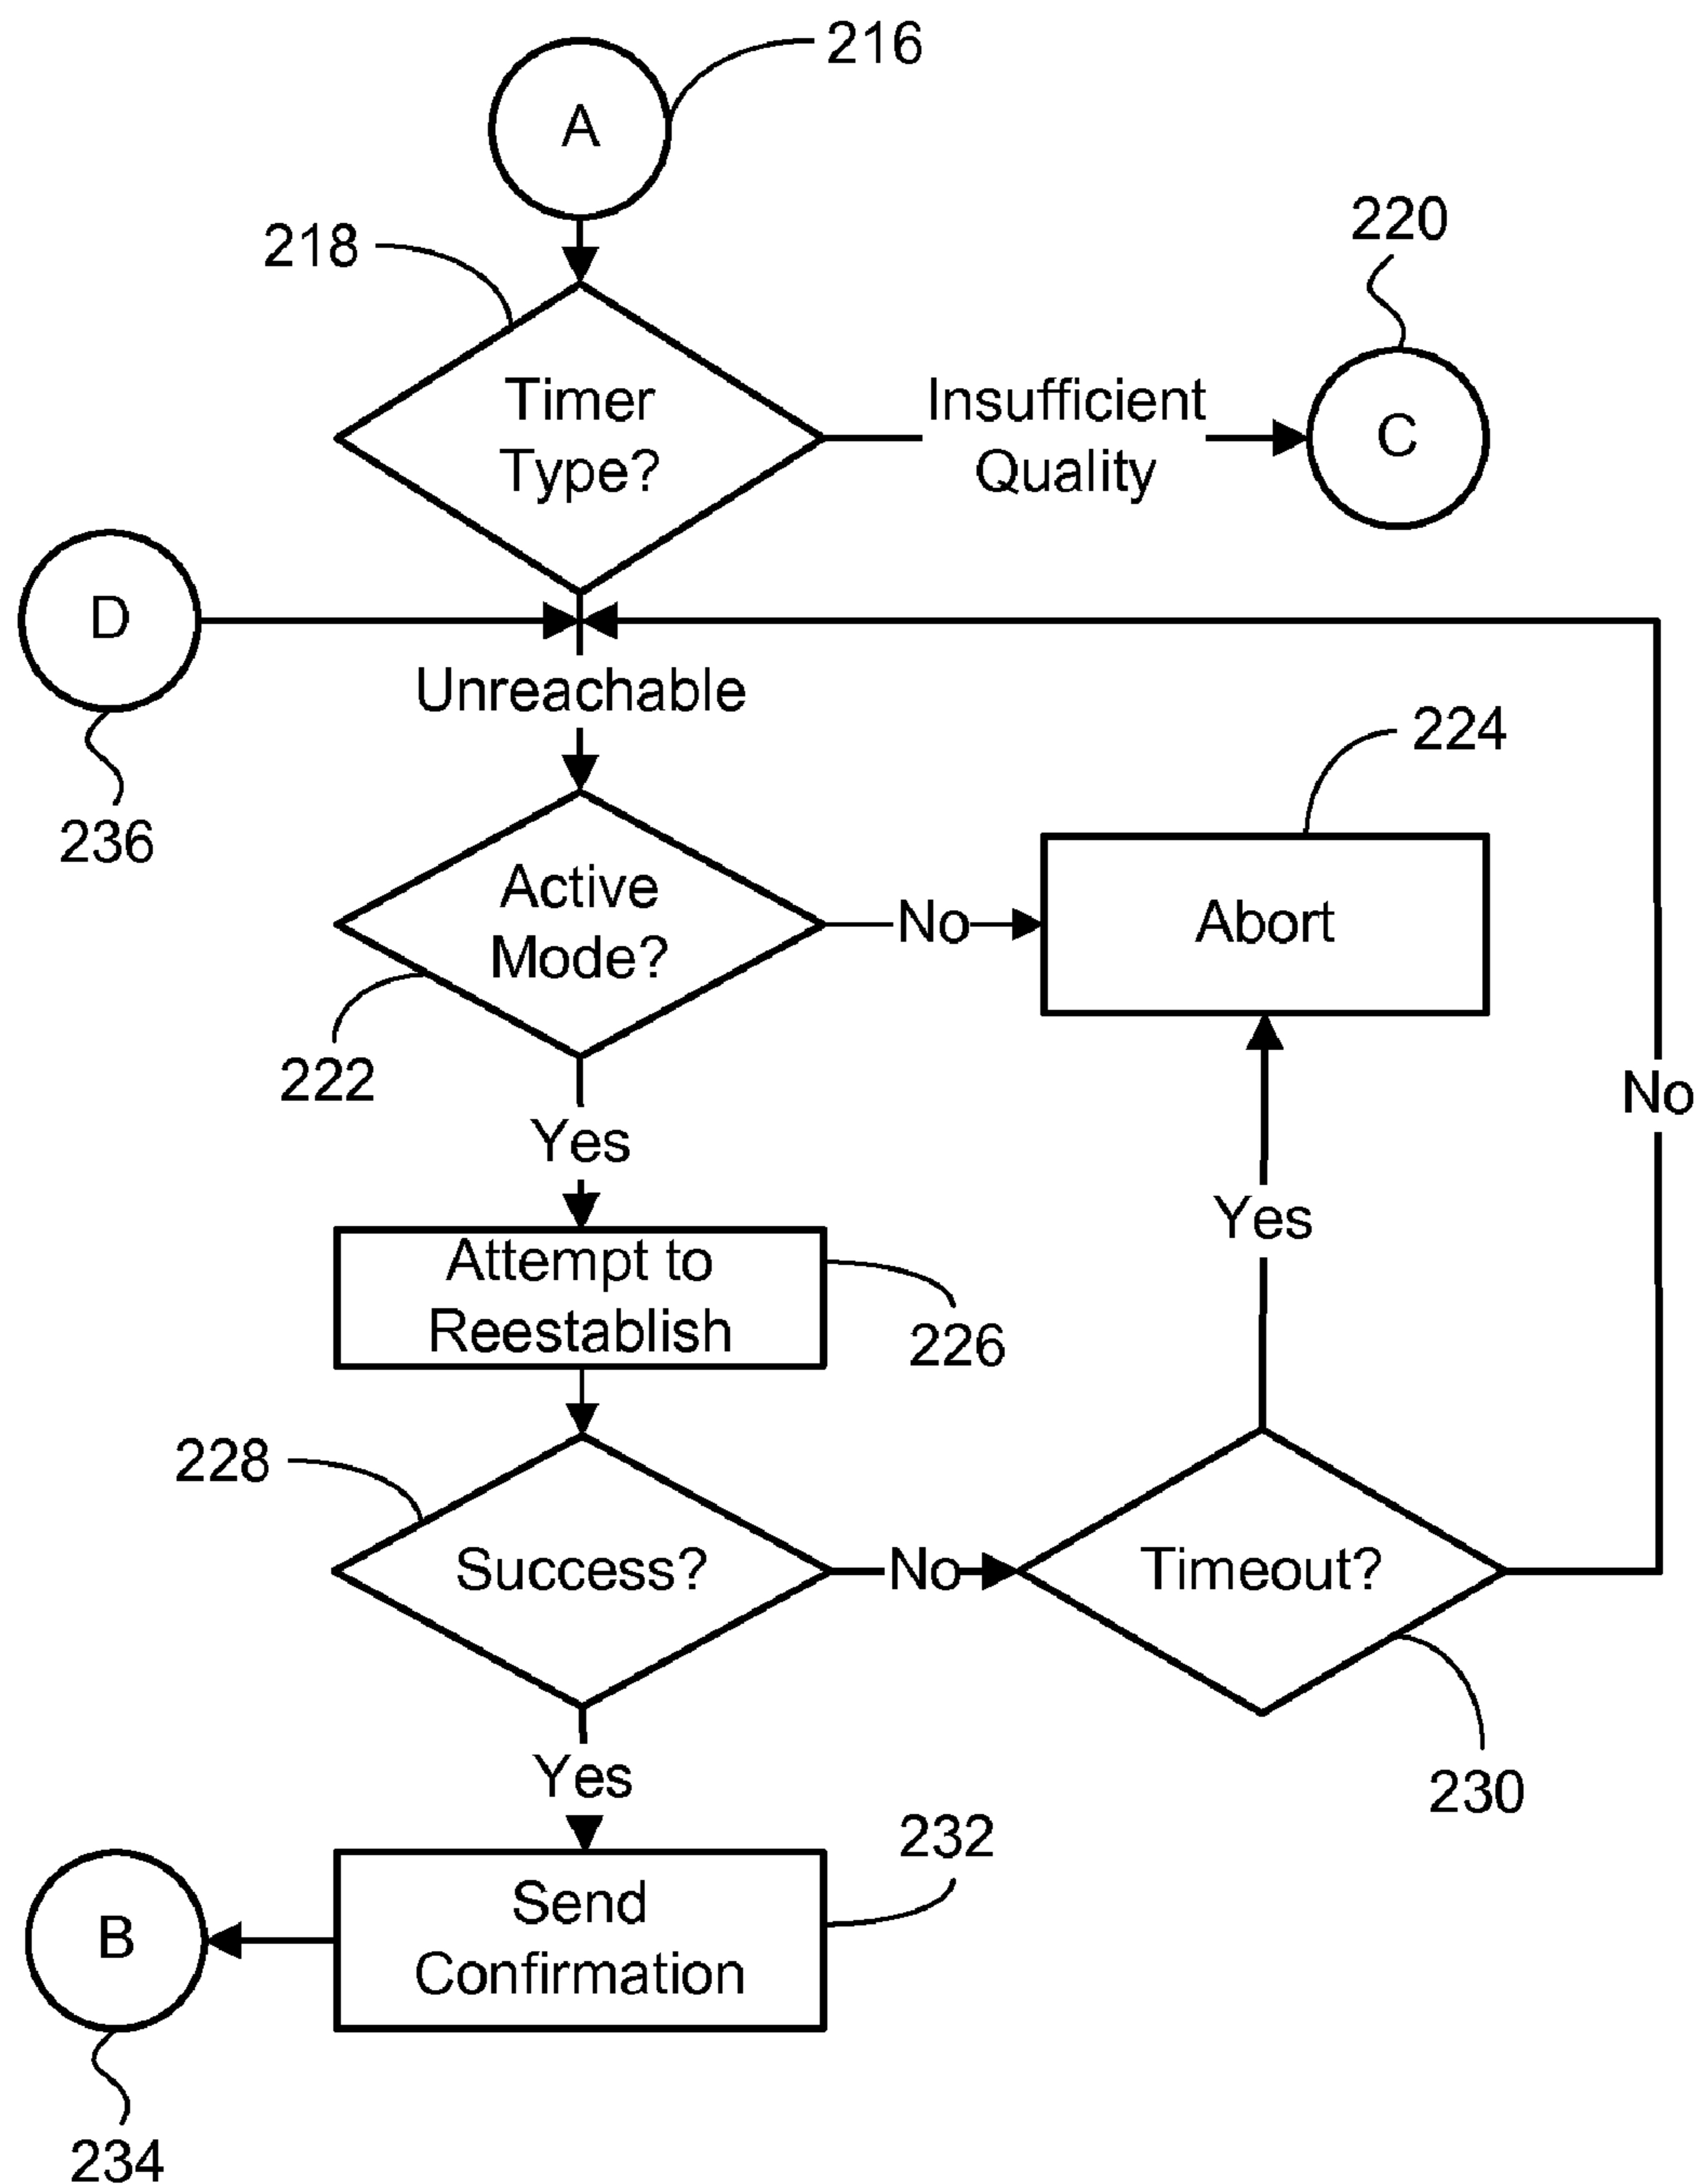 216
A
218
220
Timer
Type?
Insufficient
Quality
C
D
Unreachable
236
224
Active
Mode?
No
Abort
222
No
Yes
Yes
Attempt to
Reestablish
226
228
Success?
No
Timeout?
Yes
230
232
Send
Confirmation
B
234